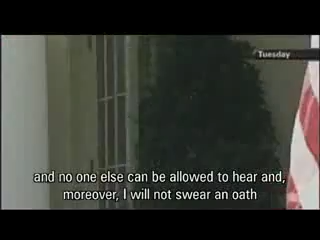 Tuesday
and no one else can be allowed to hear and,
moreover, I will not swear an oath